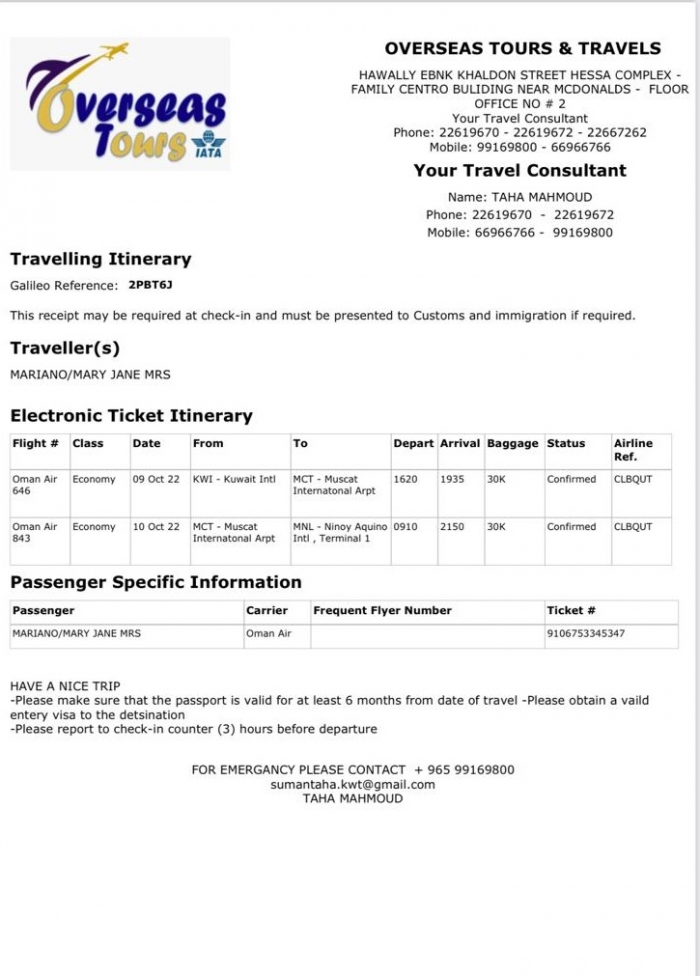 Overseas
Tours
IATA
OVERSEAS TOURS & TRAVELS
HAWALLY EBNK KHALDON STREET HESSA COMPLEX -
FAMILY CENTRO BULIDING NEAR MCDONALDS - FLOOR
OFFICE NO # 2
Your Travel Consultant
Phone: 22619670 - 22619672 - 22667262
Mobile: 99169800 - 66966766
Your Travel Consultant
Name: TAHA MAHMOUD
Phone: 22619670 - 22619672
Mobile: 66966766 - 99169800
Travelling Itinerary
Galileo Reference: 2PBT6J
This receipt may be required at check-in and must be presented to Customs and immigration if required.
Traveller(s)
MARIANO/MARY JANE MRS
Electronic Ticket Itinerary
Flight # Class Date From To Depart Arrival Baggage Status Airline
Ref.
Oman Air Economy 09 Oct 22 KWI - Kuwait Intl MCT - Muscat 1620 1935 30K Confirmed CLBQUT
646 Internatonal Arpt
Oman Air Economy 10 Oct 22 MCT - Muscat MNL - Ninoy Aquino 0910 2150 30K Confirmed CLBQUT
843 Internatonal Arpt Intl , Terminal 1
Passenger Specific Information
Passenger Carrier Frequent Flyer Number Ticket #
MARIANO/MARY JANE MRS Oman Air 9106753345347
HAVE A NICE TRIP
-Please make sure that the passport is valid for at least 6 months from date of travel -Please obtain a vaild
entery visa to the detsination
-Please report to check-in counter (3) hours before departure
FOR EMERGANCY PLEASE CONTACT + 965 99169800
sumantaha.kwt@gmail.com
TAHA MAHMOUD